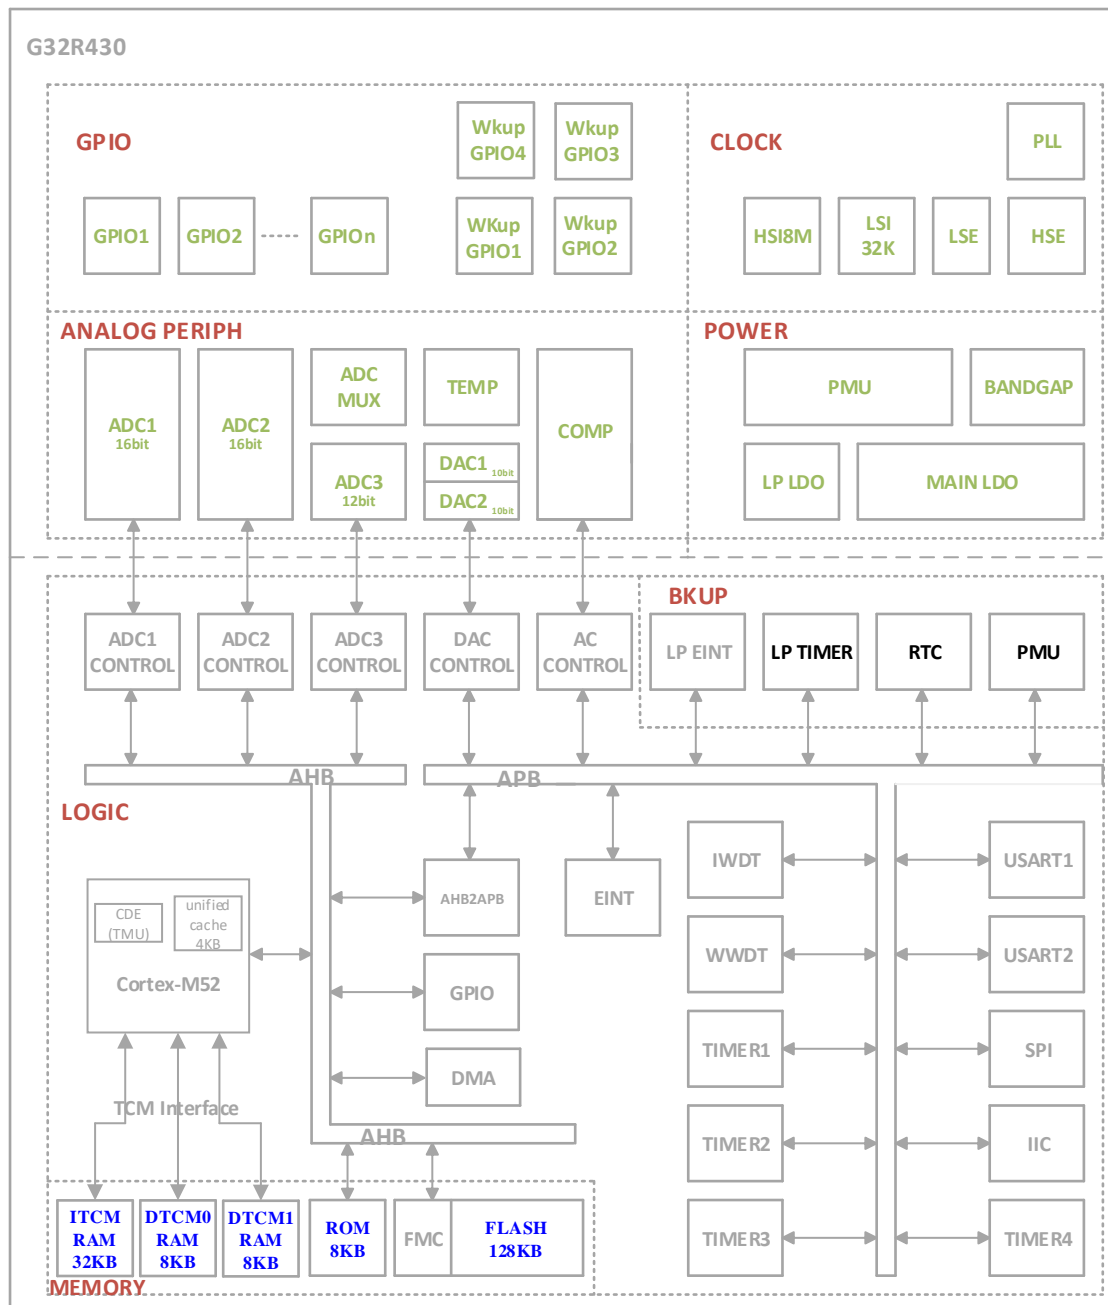 G32R430
GPIO
Wkup
GPIO4
Wkup
GPIO3
CLOCK
PLL
GPIO1
GPIO2
GPIOn
WKup
GPIO1
Wkup
GPIO2
HSI8M
LSI
32K
LSE
HSE
ANALOG PERIPH
POWER
ADC1
16bit
ADC2
16bit
ADC
MUX
TEMP
COMP
PMU
BANDGAP
ADC3
12bit
DAC1 10bit
DAC2 10bit
LP LDO
MAIN LDO
BKUP
ADC1
CONTROL
ADC2
CONTROL
ADC3
CONTROL
DAC
CONTROL
AC
CONTROL
LP EINT
LP TIMER
RTC
PMU
AHB
APB
LOGIC
IWDT
USART1
CDE
(TMU)
unified
cache
4KB
Cortex-M52
AHB2APB
EINT
WWDT
USART2
GPIO
TIMER1
SPI
DMA
TCM Interface
AHB
TIMER2
IIC
ITCM
RAM
32KB
DTCM0
RAM
8KB
DTCM1
RAM
8KB
ROM
8KB
FMC
FLASH
128KB
TIMER3
TIMER4
MEMORY